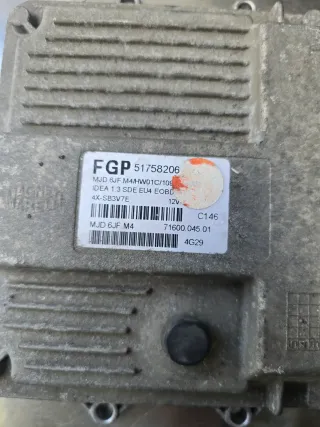 FGP 51758206
MJD 6JF.M4/HW01C/
IDEA 1.3 SDE EU4 EOBD
4X-SB3V7E 12V
C146
MJD 6JF.M4 71600.045.01
4G29